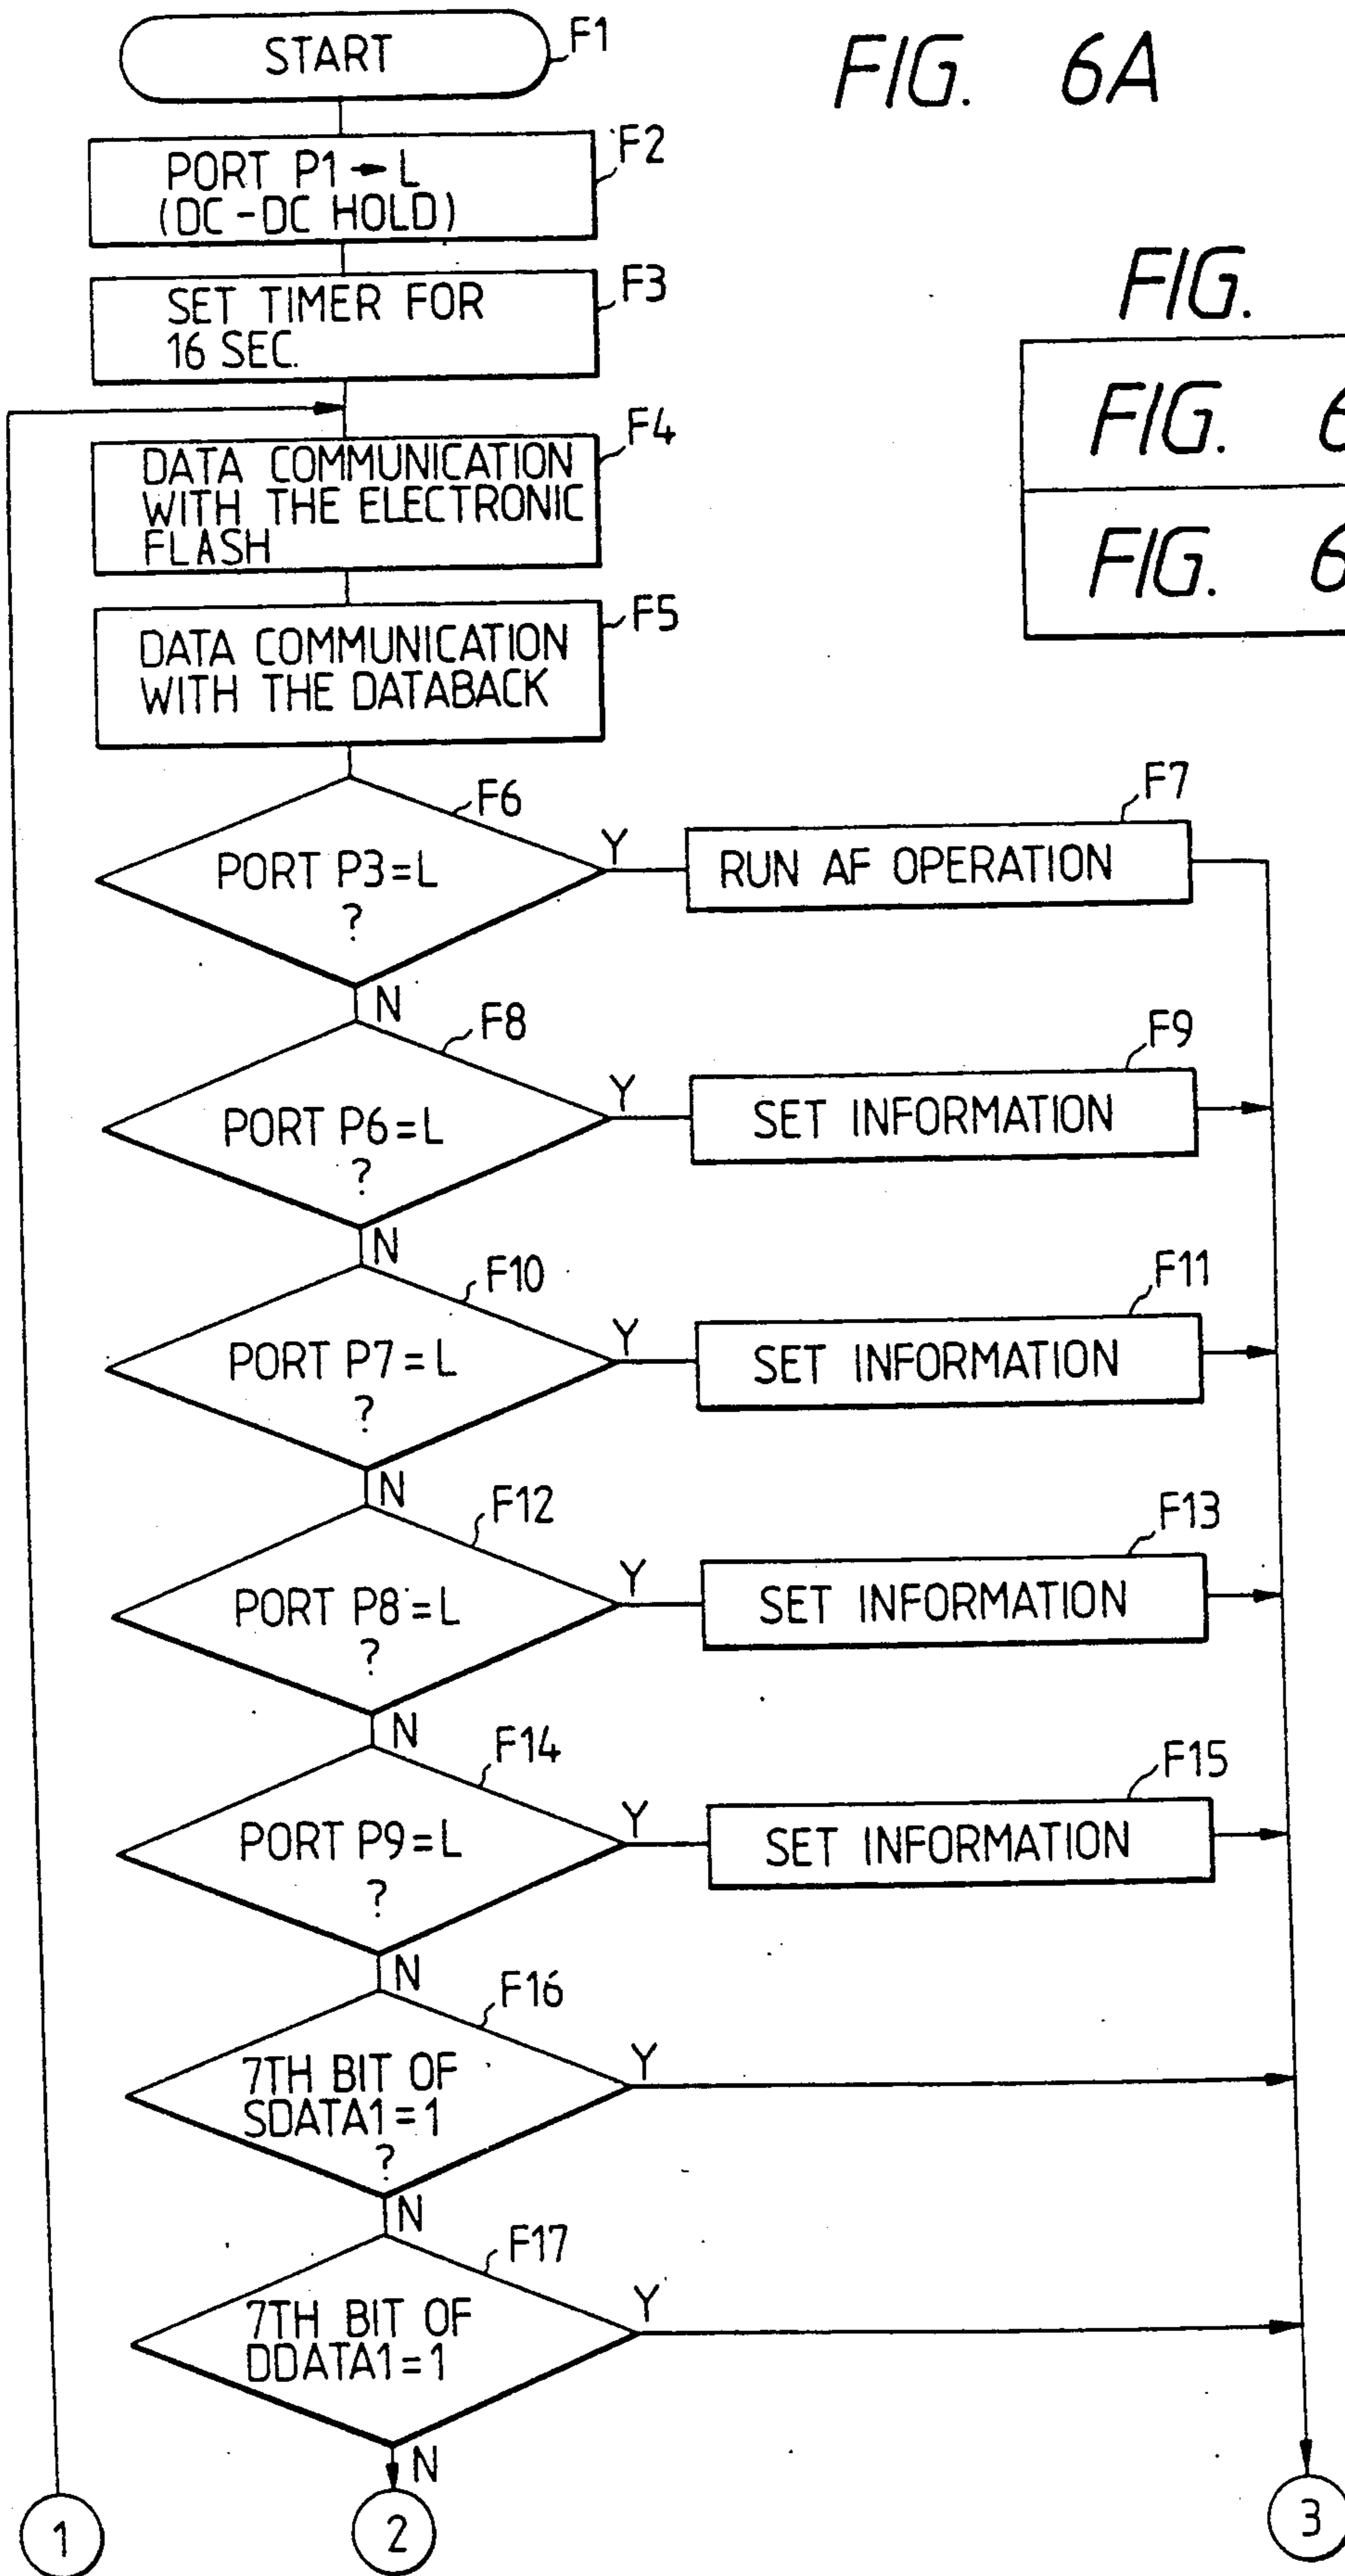 FIG. 6A
START
F1
PORT P1→L
(DC-DC HOLD)
F2
SET TIMER FOR
16 SEC.
F3
FIG.
FIG. 6
FIG. 6
DATA COMMUNICATION
WITH THE ELECTRONIC
FLASH
F4
DATA COMMUNICATION
WITH THE DATABACK
F5
PORT P3=L
?
F6
Y
RUN AF OPERATION
F7
N
PORT P6=L
?
F8
Y
SET INFORMATION
F9
N
PORT P7=L
?
F10
Y
SET INFORMATION
F11
N
PORT P8=L
?
F12
Y
SET INFORMATION
F13
N
PORT P9=L
?
F14
Y
SET INFORMATION
F15
N
7TH BIT OF
SDATA1=1
?
F16
Y
N
7TH BIT OF
DDATA1=1
F17
Y
N
1
2
3